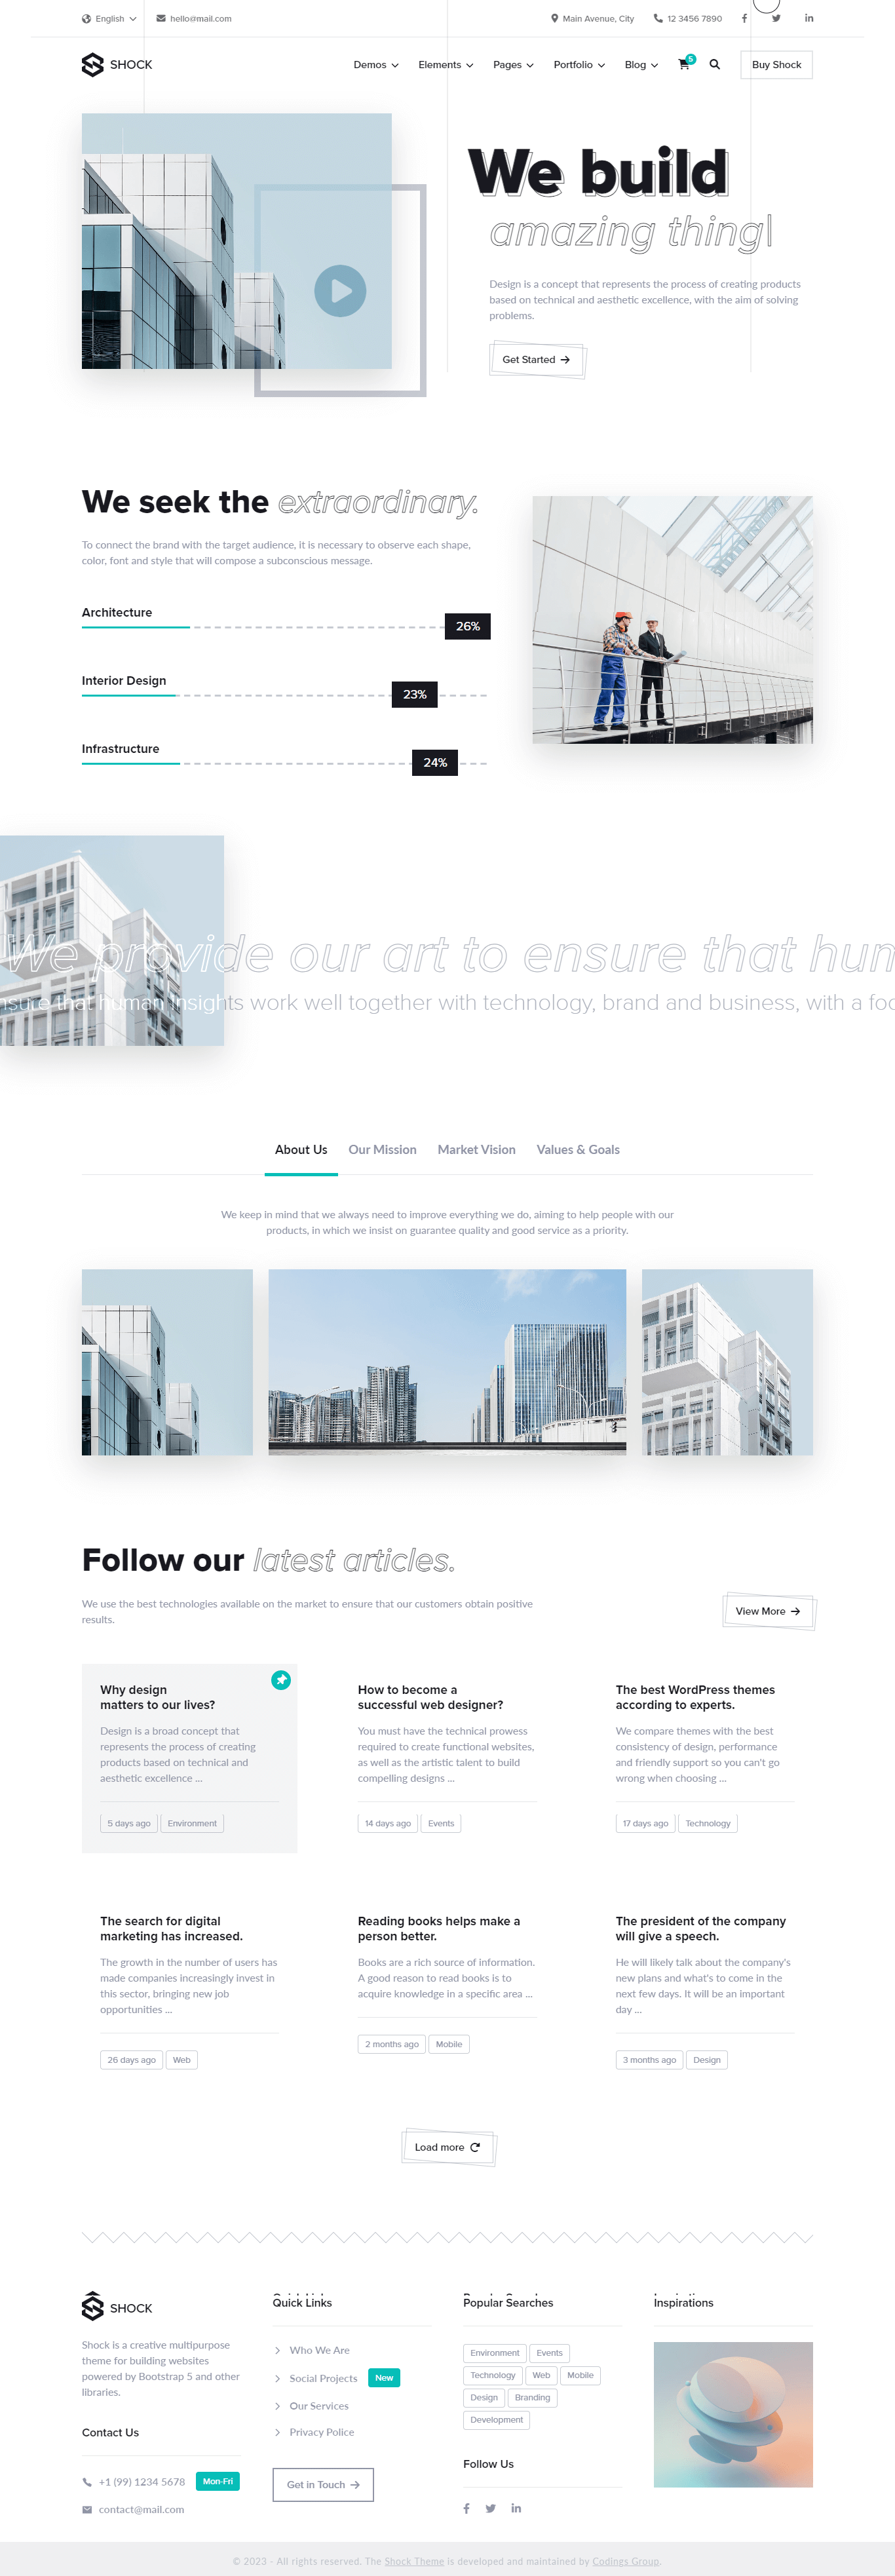 English
hello@mail.com
Main Avenue, City
12 3456 7890
SHOCK
Demos
Elements
Pages
Portfolio
Blog
5
Buy Shock
We build
amazing thing|
Design is a concept that represents the process of creating products
based on technical and aesthetic excellence, with the aim of solving
problems.
Get Started
We seek the extraordinary.
To connect the brand with the target audience, it is necessary to observe each shape,
color, font and style that will compose a subconscious message.
Architecture
26%
Interior Design
23%
Infrastructure
24%
We provide our art to ensure that hum
nsure that human insights work well together with technology, brand and business, with a foc
About Us
Our Mission
Market Vision
Values & Goals
We keep in mind that we always need to improve everything we do, aiming to help people with our
products, in which we insist on guarantee quality and good service as a priority.
Follow our latest articles.
We use the best technologies available on the market to ensure that our customers obtain positive
results.
View More
Why design
matters to our lives?
Design is a broad concept that
represents the process of creating
products based on technical and
aesthetic excellence ...
5 days ago
Environment
How to become a
successful web designer?
You must have the technical prowess
required to create functional websites,
as well as the artistic talent to build
compelling designs ...
14 days ago
Events
The best WordPress themes
according to experts.
We compare themes with the best
consistency of design, performance
and friendly support so you can't go
wrong when choosing ...
17 days ago
Technology
The search for digital
marketing has increased.
The growth in the number of users has
made companies increasingly invest in
this sector, bringing new job
opportunities ...
26 days ago
Web
Reading books helps make a
person better.
Books are a rich source of information.
A good reason to read books is to
acquire knowledge in a specific area ...
2 months ago
Mobile
The president of the company
will give a speech.
He will likely talk about the company's
new plans and what's to come in the
next few days. It will be an important
day ...
3 months ago
Design
Load more
SHOCK
Shock is a creative multipurpose
theme for building websites
powered by Bootstrap 5 and other
libraries.
Contact Us
+1 (99) 1234 5678
Mon-Fri
contact@mail.com
Quick Links
Who We Are
Social Projects
New
Our Services
Privacy Police
Get in Touch
Popular Searches
Environment
Events
Technology
Web
Mobile
Design
Branding
Development
Follow Us
Inspirations
© 2023 · All rights reserved. The Shock Theme is developed and maintained by Codings Group.